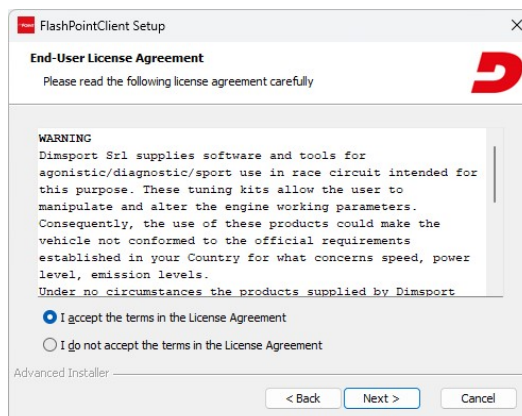 FlashPointClient Setup
End-User License Agreement
Please read the following license agreement carefully
WARNING
Dimsport Srl supplies software and tools for
agonistic/diagnostic/sport use in race circuit intended for
this purpose. These tuning kits allow the user to
manipulate and alter the engine working parameters.
Consequently, the use of these products could make the
vehicle not conformed to the official requirements
established in your Country for what concerns speed, power
level, emission levels.
Under no circumstances the products supplied by Dimsport
I accept the terms in the License Agreement
I do not accept the terms in the License Agreement
Advanced Installer
< Back Next > Cancel